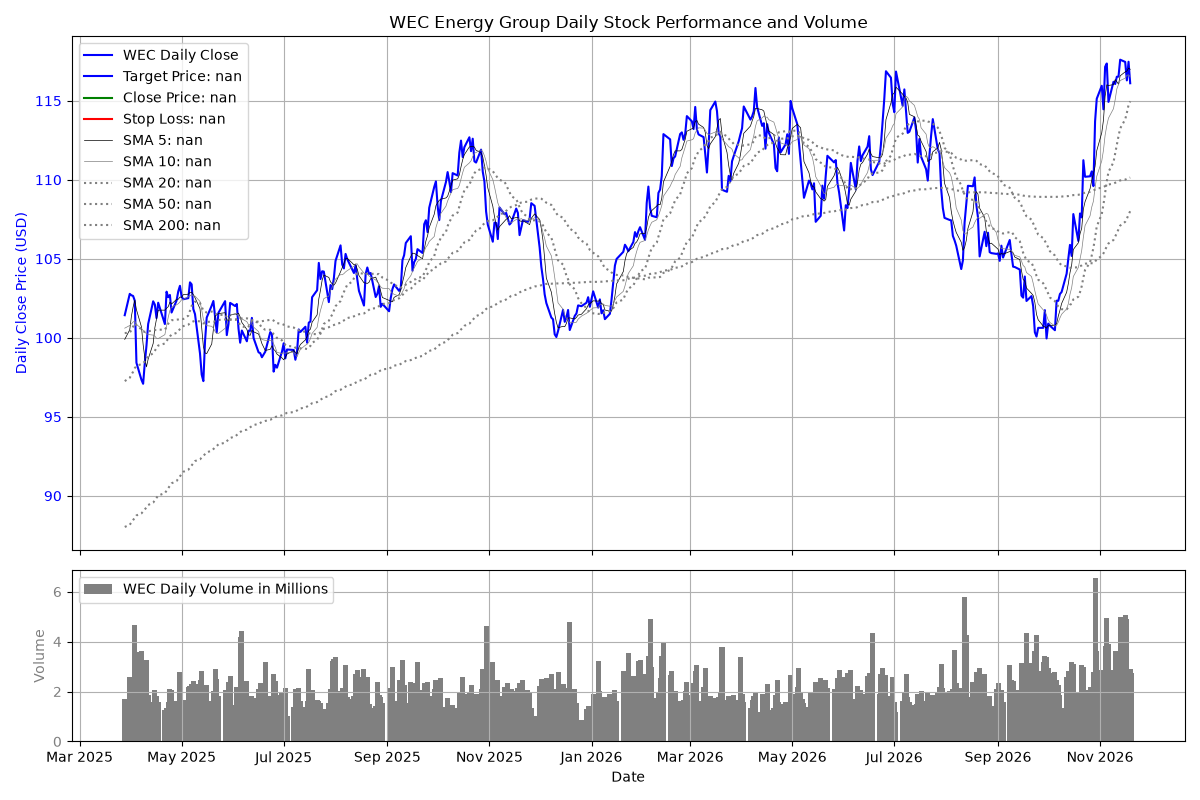 WEC Energy Group Daily Stock Performance and Volume
WEC Daily Close
Target Price: nan
Close Price: nan
Stop Loss: nan
SMA 5: nan
SMA 10: nan
SMA 20: nan
SMA 50: nan
SMA 200: nan
Daily Close Price (USD)
115
110
105
100
95
90
WEC Daily Volume in Millions
Volume
6
4
2
0
Mar 2025 May 2025 Jul 2025 Sep 2025 Nov 2025 Jan 2026 Mar 2026 May 2026 Jul 2026 Sep 2026 Nov 2026
Date